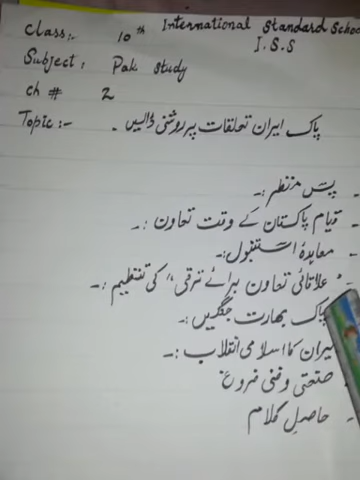 International Standard School
Class:- 10th I.S.S
Subject: Pak Study
Ch # 2
Topic:- پاک ایران تعلقات پر روشنی ڈالیں ۔
- پس منظر :-
- قیام پاکستان کے وقت تعاون :-
- معاہدۂ استنبول :-
- "علاقائی تعاون برائے ترقی" کی تنظیم :-
پاک بھارت جنگیں :-
ایران کا اسلامی انقلاب :-
صنعتی و فنی فروغ
- حاصلِ کلام